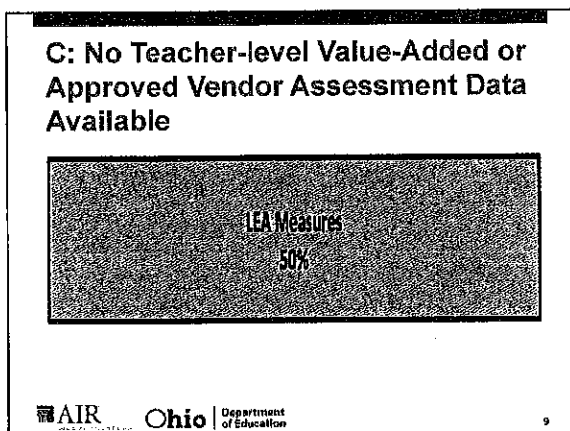 C: No Teacher-level Value-Added or
Approved Vendor Assessment Data
Available
LEA Measures
50%
AIR
Ohio | Department
of Education
9